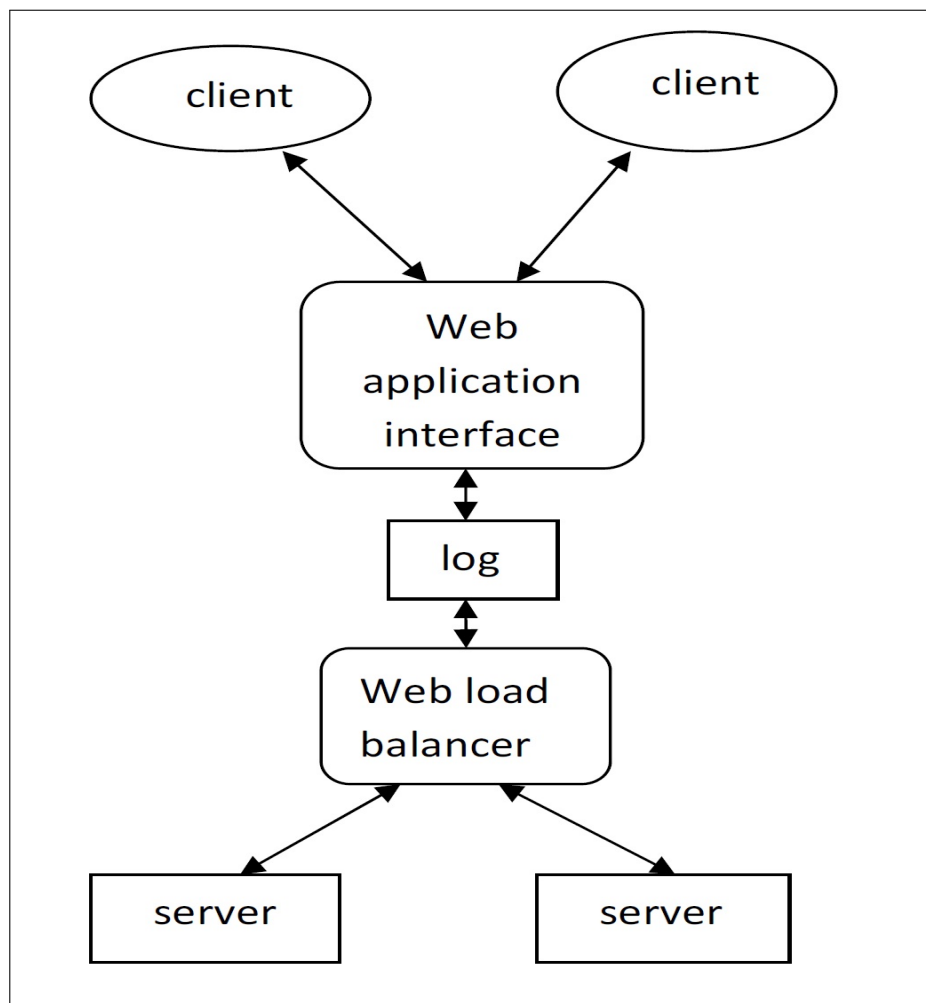 client
client
Web
application
interface
log
Web load
balancer
server
server